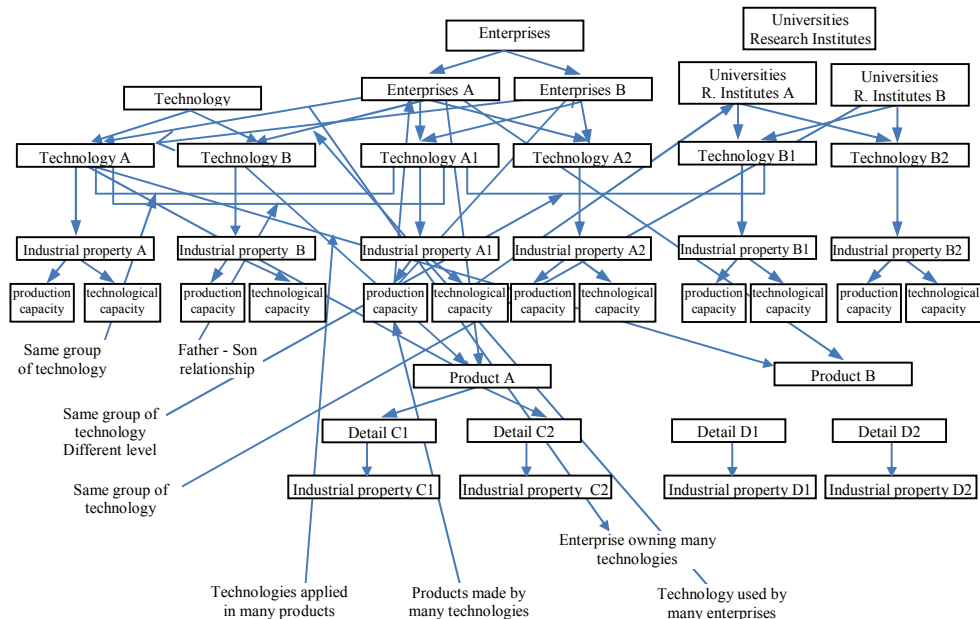 Enterprises
Universities
Research Institutes
Technology
Enterprises A
Enterprises B
Universities
R. Institutes A
Universities
R. Institutes B
Technology A
Technology B
Technology A1
Technology A2
Technology B1
Technology B2
Industrial property A
Industrial property B
Industrial property A1
Industrial property A2
Industrial property B1
Industrial property B2
production
capacity
technological
capacity
production
capacity
technological
capacity
production
capacity
technological
capacity
production
capacity
technological
capacity
production
capacity
technological
capacity
production
capacity
technological
capacity
Same group
of technology
Father - Son
relationship
Product A
Product B
Same group of
technology
Different level
Detail C1
Detail C2
Detail D1
Detail D2
Same group of
technology
Industrial property C1
Industrial property C2
Industrial property D1
Industrial property D2
Enterprise owning many
technologies
Technologies applied
in many products
Products made by
many technologies
Technology used by
many enterprises